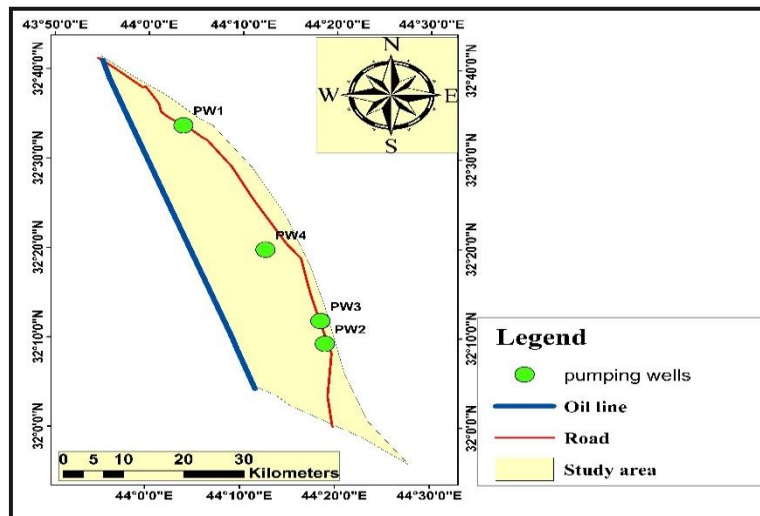 43°50'0"E 44°0'0"E 44°10'0"E 44°20'0"E 44°30'0"E
32°40'0"N
32°30'0"N
32°20'0"N
32°10'0"N
32°0'0"N
N
W E
S
PW1
PW4
PW3
PW2
32°40'0"N
32°30'0"N
32°20'0"N
32°10'0"N
32°0'0"N
0 5 10 20 30
Kilometers
44°0'0"E 44°10'0"E 44°20'0"E 44°30'0"E
Legend
pumping wells
Oil line
Road
Study area